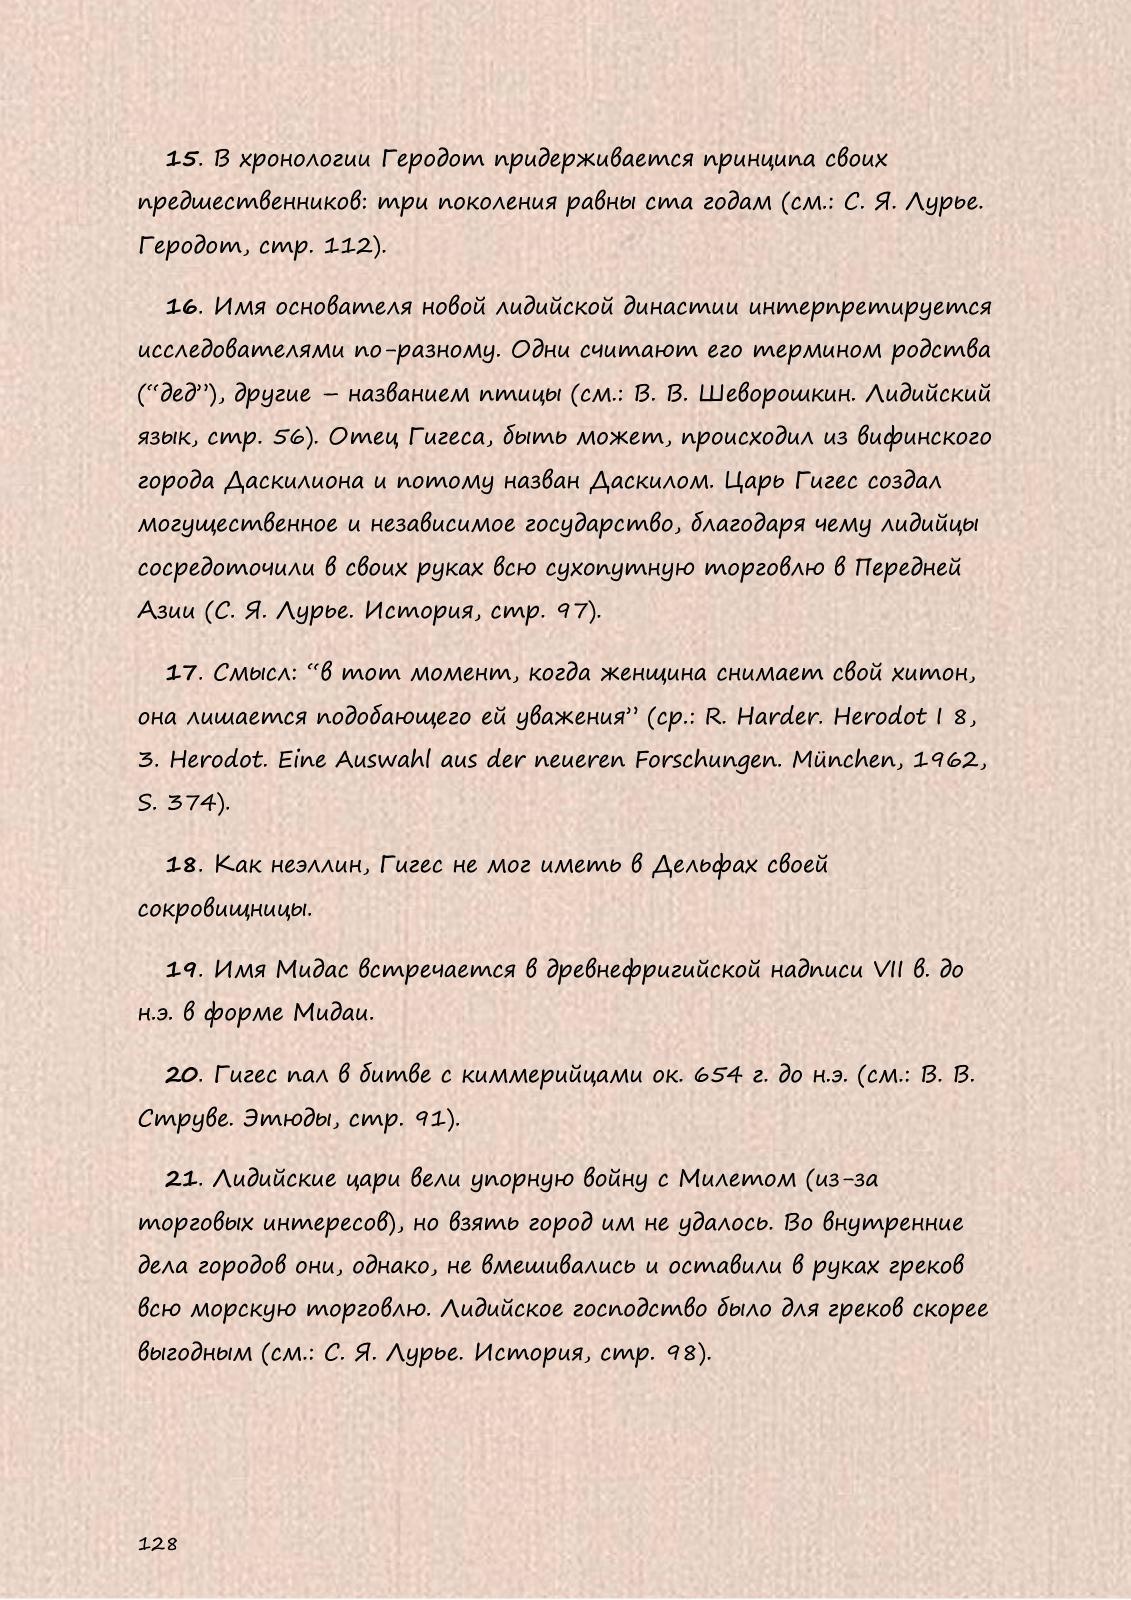 15. В хронологии Геродот придерживается принципа своих
предшественников: три поколения равны ста годам (см.: С. Я. Лурье.
Геродот, стр. 112).
16. Имя основателя новой лидийской династии интерпретируется
исследователями по-разному. Одни считают его термином родства
(“дед”), другие – названием птицы (см.: В. В. Шеворошкин. Лидийский
язык, стр. 56). Отец Гигеса, быть может, происходил из вифинского
города Даскилиона и потому назван Даскилом. Царь Гигес создал
могущественное и независимое государство, благодаря чему лидийцы
сосредоточили в своих руках всю сухопутную торговлю в Передней
Азии (С. Я. Лурье. История, стр. 97).
17. Смысл: “в тот момент, когда женщина снимает свой хитон,
она лишается подобающего ей уважения” (ср.: R. Harder. Herodot I 8,
3. Herodot. Eine Auswahl aus der neueren Forschungen. München, 1962,
S. 374).
18. Как неэллин, Гигес не мог иметь в Дельфах своей
сокровищницы.
19. Имя Мидас встречается в древнефригийской надписи VII в. до
н.э. в форме Мидаи.
20. Гигес пал в битве с киммерийцами ок. 654 г. до н.э. (см.: В. В.
Струве. Этюды, стр. 91).
21. Лидийские цари вели упорную войну с Милетом (из-за
торговых интересов), но взять город им не удалось. Во внутренние
дела городов они, однако, не вмешивались и оставили в руках греков
всю морскую торговлю. Лидийское господство было для греков скорее
выгодным (см.: С. Я. Лурье. История, стр. 98).
128